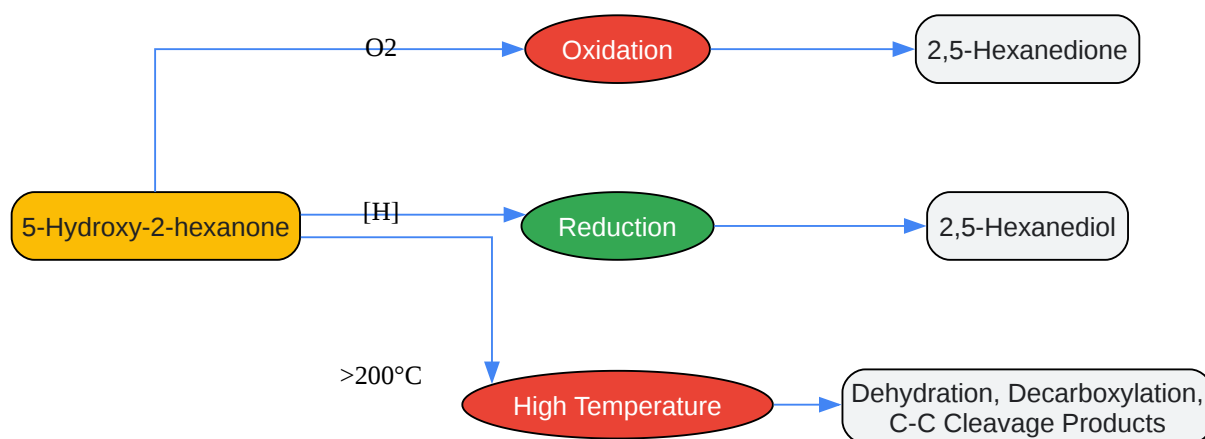 O2
Oxidation
2,5-Hexanedione
5-Hydroxy-2-hexanone
[H]
Reduction
2,5-Hexanediol
>200°C
High Temperature
Dehydration, Decarboxylation,
C-C Cleavage Products